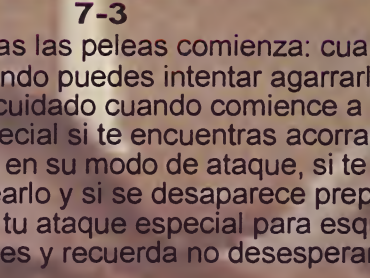 7-3
as las peleas comienza: cua
ndo puedes intentar agarrarl
cuidado cuando comience a
ecial si te encuentras acorra
en su modo de ataque, si te
earlo y si se desaparece prep
tu ataque especial para esq
es y recuerda no desesperar